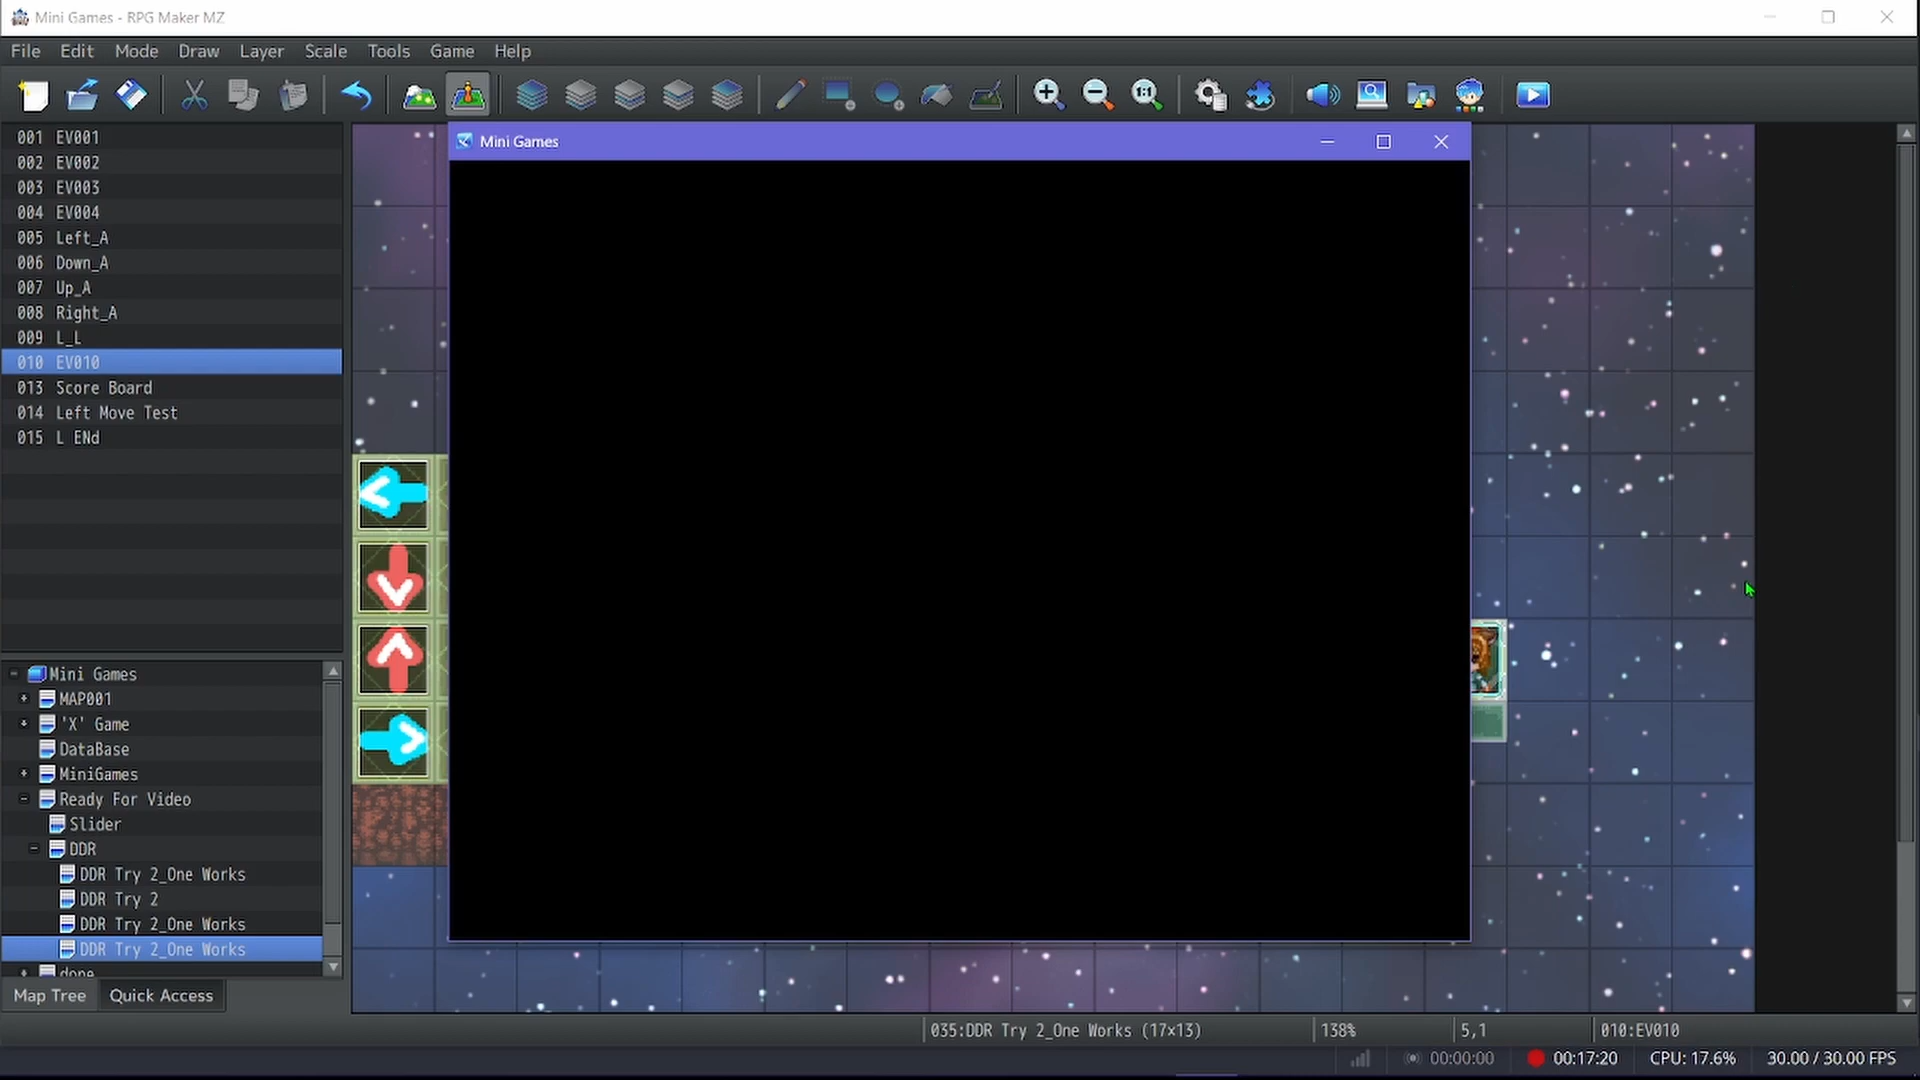 Mini Games - RPG Maker MZ
File Edit Mode Draw Layer Scale Tools Game Help
1:1
001 EV001
002 EV002
003 EV003
004 EV004
005 Left_A
006 Down_A
007 Up_A
008 Right_A
009 L_L
010 EV010
013 Score Board
014 Left Move Test
015 L ENd
Mini Games
Mini Games
MAP001
'X' Game
DataBase
MiniGames
Ready For Video
Slider
DDR
DDR Try 2_One Works
DDR Try 2
DDR Try 2_One Works
DDR Try 2_One Works
done
Map Tree Quick Access
035:DDR Try 2_One Works (17×13) 138% 5,1 010:EV010
00:00:00 00:17:20 CPU: 17.6% 30.00 / 30.00 FPS